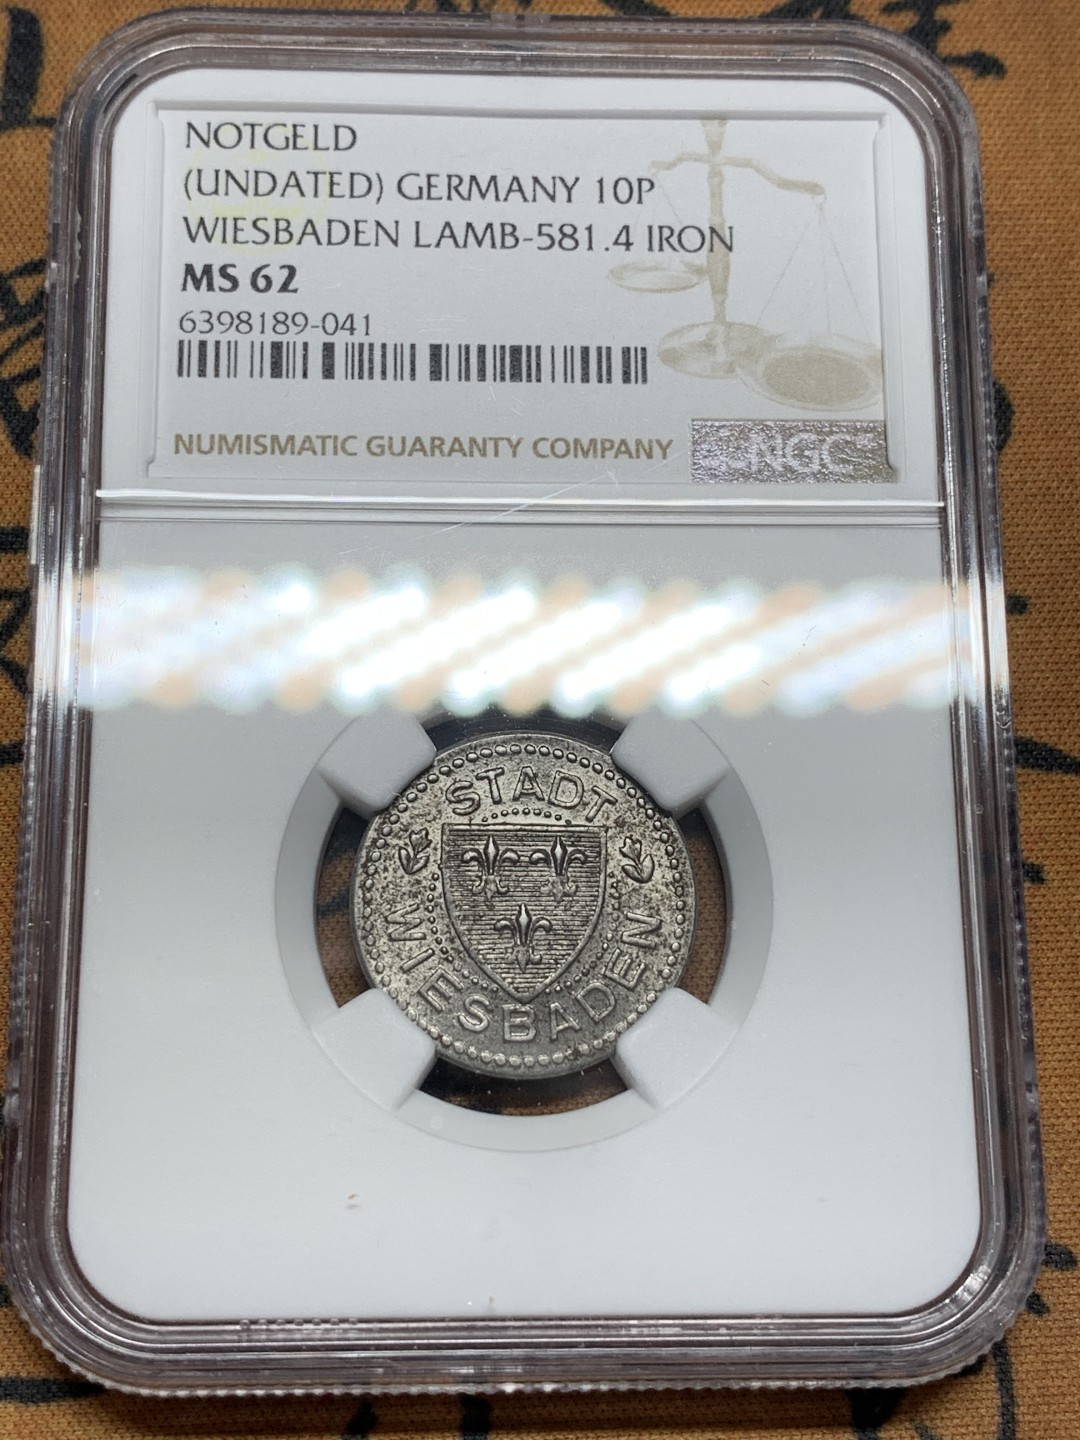 NOTGELD
(UNDATED) GERMANY 10P
WIESBADEN LAMB-581.4 IRON
MS 62
6398189-041
NUMISMATIC GUARANTY COMPANY
NGC
STADT
WIESBADEN